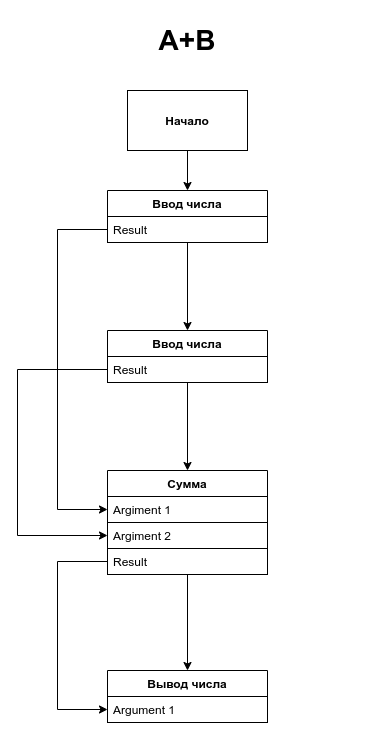 A+B
Начало
Ввод числа
Result
Ввод числа
Result
Сумма
Argiment 1
Argiment 2
Result
Вывод числа
Argument 1